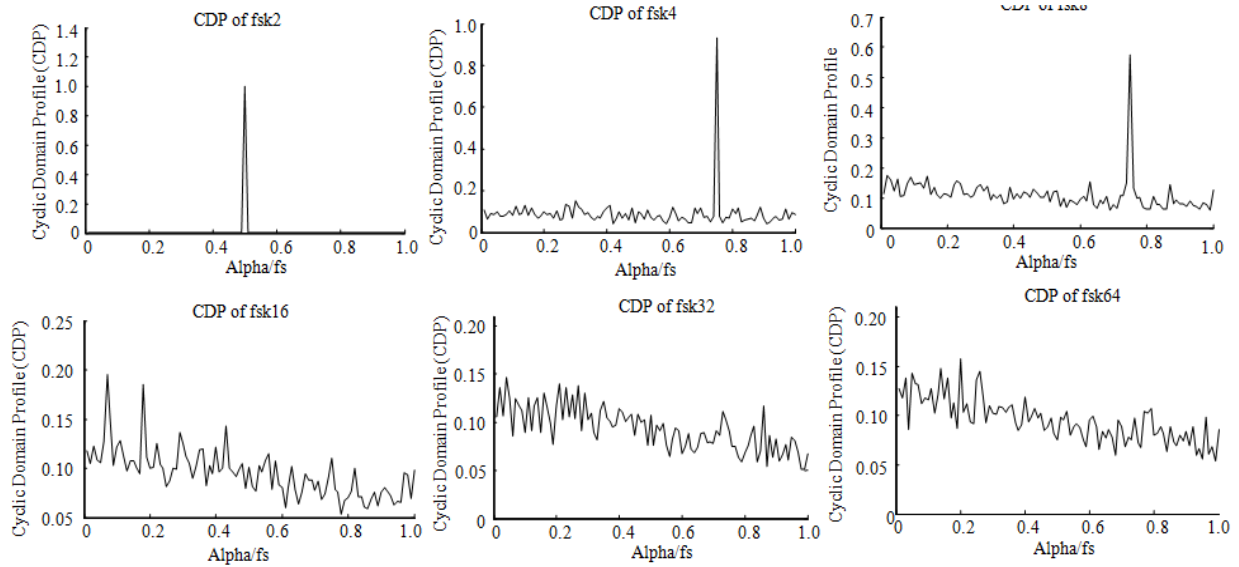 CDP of fsk2
Cyclic Domain Profile (CDP)
1.4
1.2
1.0
0.8
0.6
0.4
0.2
0
0 0.2 0.4 0.6 0.8 1.0
Alpha/fs
CDP of fsk4
Cyclic Domain Profile (CDP)
1.0
0.8
0.6
0.4
0.2
0
0 0.2 0.4 0.6 0.8 1.0
Alpha/fs
CDP of fsk8
Cyclic Domain Profile
0.7
0.6
0.5
0.4
0.3
0.2
0.1
0
0 0.2 0.4 0.6 0.8 1.0
Alpha/fs
CDP of fsk16
Cyclic Domain Profile (CDP)
0.25
0.20
0.15
0.10
0.05
0 0.2 0.4 0.6 0.8 1.0
Alpha/fs
CDP of fsk32
Cyclic Domain Profile (CDP)
0.20
0.15
0.10
0.05
0
0 0.2 0.4 0.6 0.8 1.0
Alpha/fs
CDP of fsk64
Cyclic Domain Profile (CDP)
0.20
0.15
0.10
0.05
0
0 0.2 0.4 0.6 0.8 1.0
Alpha/fs